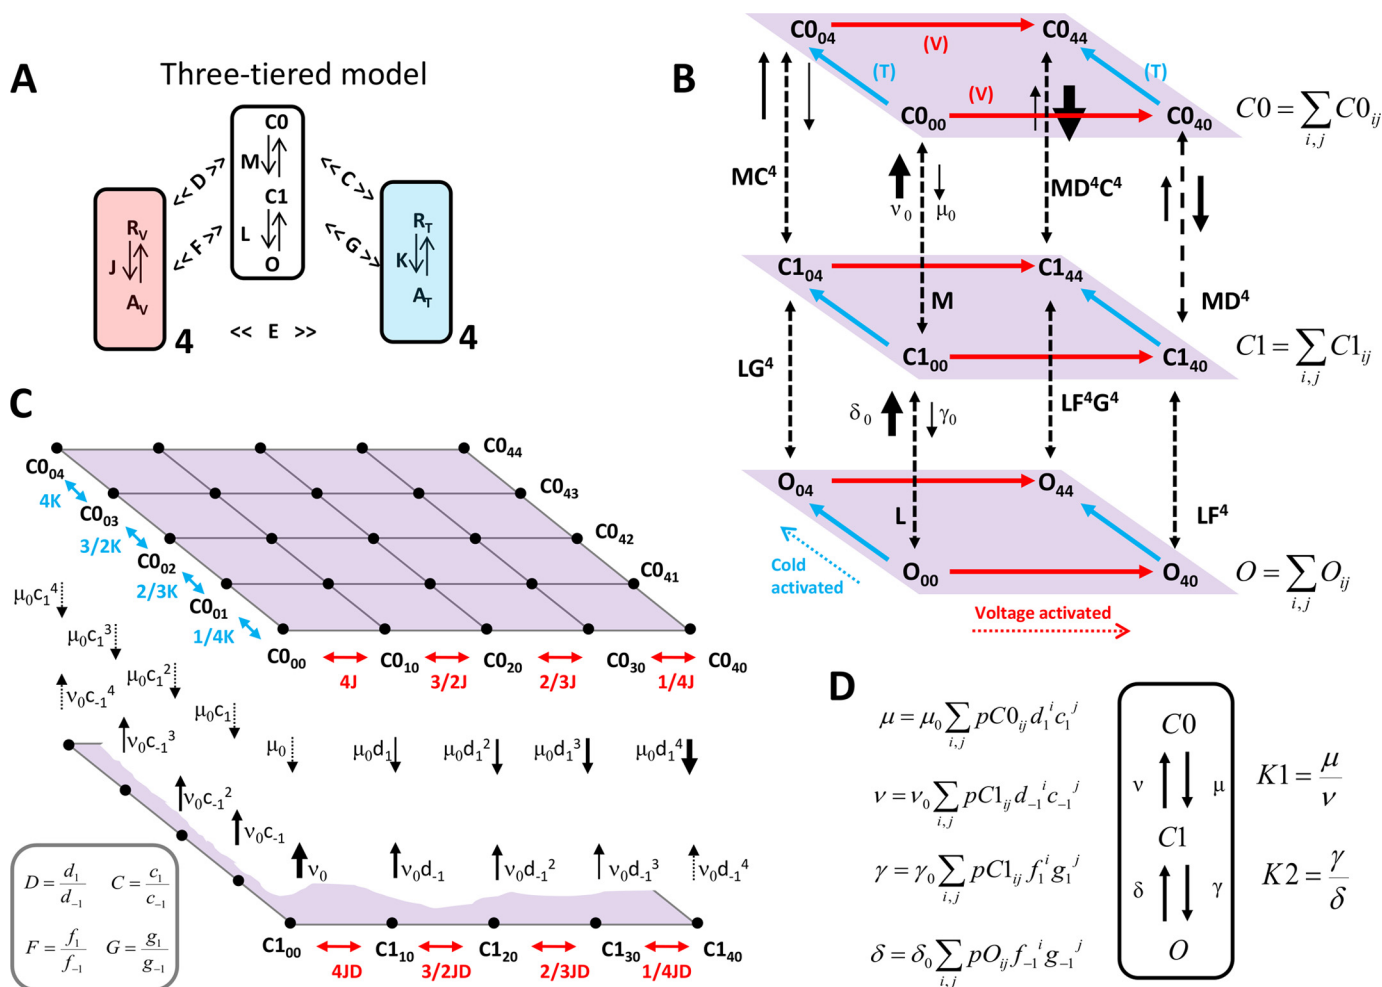 A
Three-tiered model
C0
M
C1
L
O
<< D >>
<< C >>
<< F >>
<< G >>
R_V
J
A_V
4
R_T
K
A_T
4
<< E >>
B
C0_04
(V)
C0_44
(T)
(V)
(T)
C0_00
C0_40
C0 = ∑_{i,j} C0_ij
MC^4
ν_0
μ_0
MD^4C^4
MD^4
C1_04
C1_44
M
C1_00
C1_40
C1 = ∑_{i,j} C1_ij
LG^4
δ_0
γ_0
LF^4G^4
LF^4
O_04
O_44
L
O_00
O_40
O = ∑_{i,j} O_ij
Cold
activated
Voltage activated
C
C0_44
C0_43
C0_42
C0_41
C0_04
4K
C0_03
3/2K
C0_02
2/3K
C0_01
1/4K
C0_00
C0_10
C0_20
C0_30
C0_40
4J
3/2J
2/3J
1/4J
μ_0c_1^4
μ_0c_1^3
μ_0c_1^2
μ_0c_1
μ_0
μ_0d_1
μ_0d_1^2
μ_0d_1^3
μ_0d_1^4
ν_0c_-1^4
ν_0c_-1^3
ν_0c_-1^2
ν_0c_-1
ν_0
ν_0d_-1
ν_0d_-1^2
ν_0d_-1^3
ν_0d_-1^4
C1_00
C1_10
C1_20
C1_30
C1_40
4JD
3/2JD
2/3JD
1/4JD
D = d_1/d_-1 C = c_1/c_-1
F = f_1/f_-1 G = g_1/g_-1
D
μ = μ_0 ∑_{i,j} pC0_ij d_1^i c_1^j
ν = ν_0 ∑_{i,j} pC1_ij d_-1^i c_-1^j
γ = γ_0 ∑_{i,j} pC1_ij f_1^i g_1^j
δ = δ_0 ∑_{i,j} pO_ij f_-1^i g_-1^j
C0
ν
μ
C1
δ
γ
O
K1 = μ/ν
K2 = γ/δ